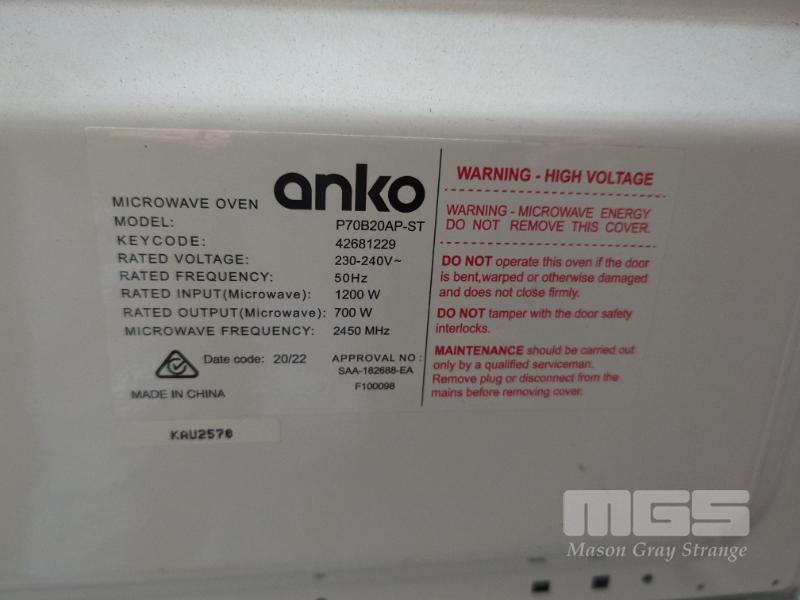 anko
MICROWAVE OVEN
MODEL: P70B20AP-ST
KEYCODE: 42681229
RATED VOLTAGE: 230-240V~
RATED FREQUENCY: 50Hz
RATED INPUT(Microwave): 1200 W
RATED OUTPUT(Microwave): 700 W
MICROWAVE FREQUENCY: 2450 MHz
Date code: 20/22
APPROVAL NO :
SAA-182688-EA
F100098
MADE IN CHINA
WARNING - HIGH VOLTAGE
WARNING - MICROWAVE ENERGY
DO NOT REMOVE THIS COVER.
DO NOT operate this oven if the door
is bent,warped or otherwise damaged
and does not close firmly.
DO NOT tamper with the door safety
interlocks.
MAINTENANCE should be carried out
only by a qualified serviceman.
Remove plug or disconnect from the
mains before removing cover.
KAU2570
MGS
Mason Gray Strange